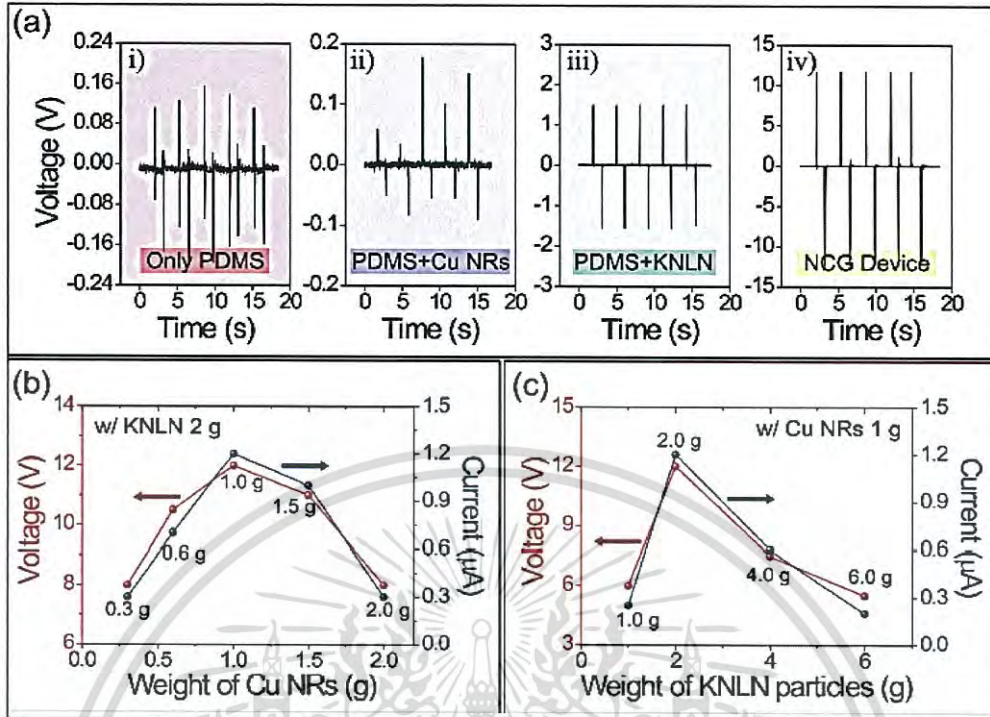 (a)
i)
ii)
iii)
iv)
Voltage (V)
0.24
0.16
0.08
0.00
-0.08
-0.16
-0.24
Only PDMS
0 5 10 15 20
Time (s)
0.2
0.1
0.0
-0.1
-0.2
PDMS+Cu NRs
0 5 10 15 20
Time (s)
3
2
1
0
-1
-2
-3
PDMS+KNLN
0 5 10 15 20
Time (s)
15
10
5
0
-5
-10
-15
NCG Device
0 5 10 15 20
Time (s)
(b)
w/ KNLN 2 g
Voltage (V)
14
12
10
8
6
0.3 g
0.6 g
1.0 g
1.5 g
2.0 g
1.5
1.2
0.9
0.6
0.3
0.0
Current (μA)
0.0 0.5 1.0 1.5 2.0
Weight of Cu NRs (g)
(c)
w/ Cu NRs 1 g
Voltage (V)
15
12
9
6
3
1.0 g
2.0 g
4.0 g
6.0 g
1.5
1.2
0.9
0.6
0.3
0.0
Current (μA)
0 2 4 6
Weight of KNLN particles (g)